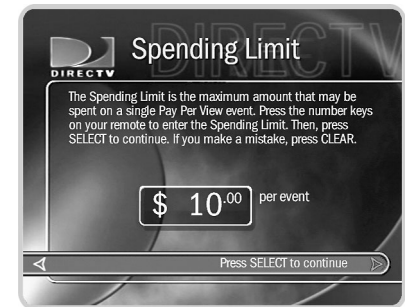 DIRECTV
DIRECTV
Spending Limit
The Spending Limit is the maximum amount that may be
spent on a single Pay Per View event. Press the number keys
on your remote to enter the Spending Limit. Then, press
SELECT to continue. If you make a mistake, press CLEAR.
$ 10.00 per event
Press SELECT to continue